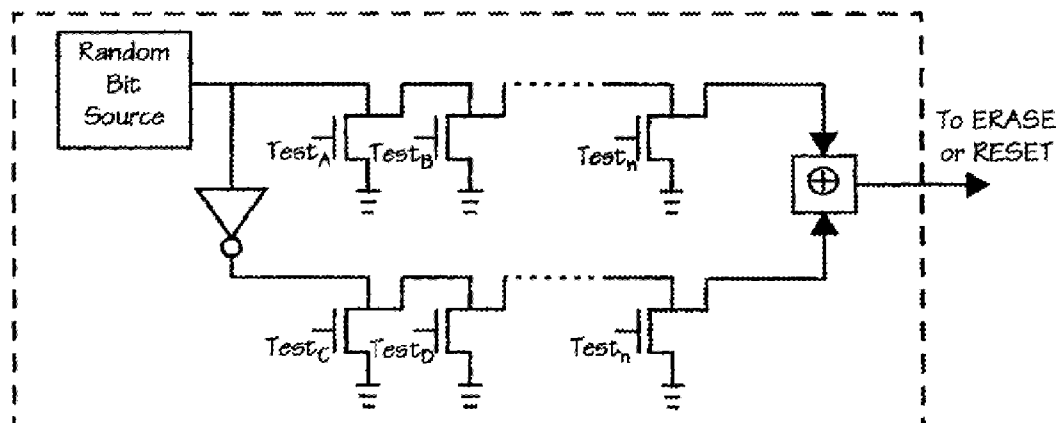 Random
Bit
Source
Test_A
Test_B
Test_n
To ERASE
or RESET
Test_C
Test_D
Test_n